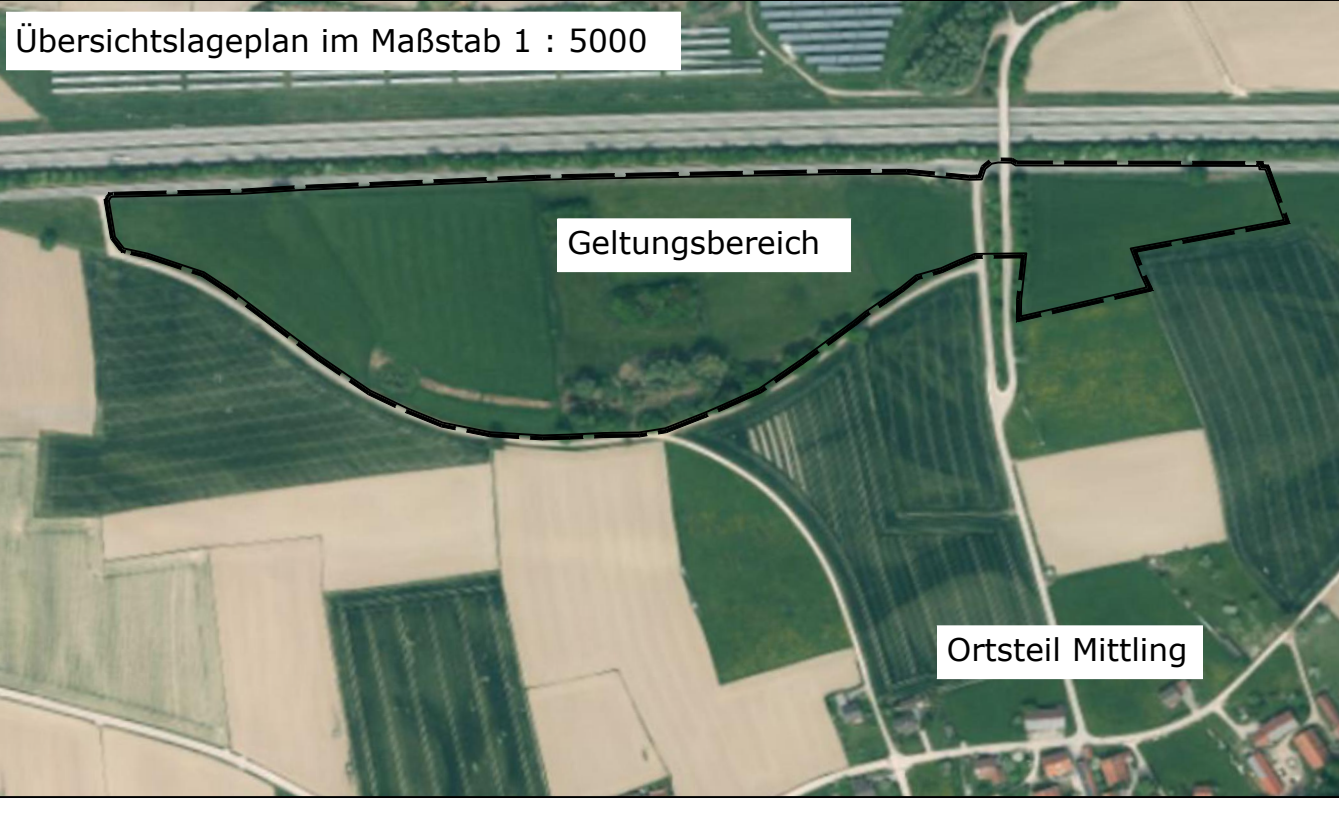 Übersichtslageplan im Maßstab 1 : 5000
Geltungsbereich
Ortsteil Mittling